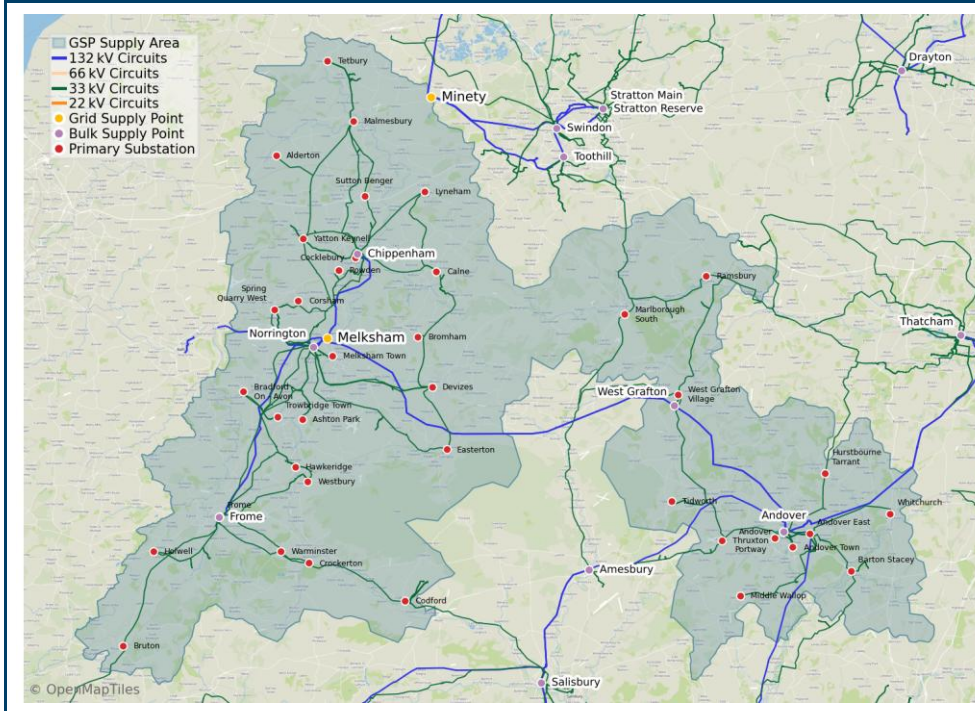 GSP Supply Area
132 kV Circuits
66 kV Circuits
33 kV Circuits
22 kV Circuits
Grid Supply Point
Bulk Supply Point
Primary Substation
Tetbury
Minety
Malmesbury
Alderton
Sutton Benger
Lyneham
Drayton
Stratton Main
Stratton Reserve
Swindon
Toothill
Yatton Keynell
Chippenham
Cocklebury
Rowden
Calne
Ramsbury
Spring
Quarry West
Corsham
Marlborough
South
Norrington
Melksham
Bromham
Thatcham
Melksham Town
Bradford
On Avon
Devizes
West Grafton
West Grafton
Village
Trowbridge Town
Ashton Park
Easterton
Hurstbourne
Tarrant
Hawkeridge
Westbury
Tidworth
Whitchurch
Frome
Frome
Andover
Andover East
Andover
Thruxton
Portway
Andover Town
Holwell
Warminster
Crockerton
Amesbury
Barton Stacey
Codford
Middle Wallop
Bruton
Salisbury
© OpenMapTiles